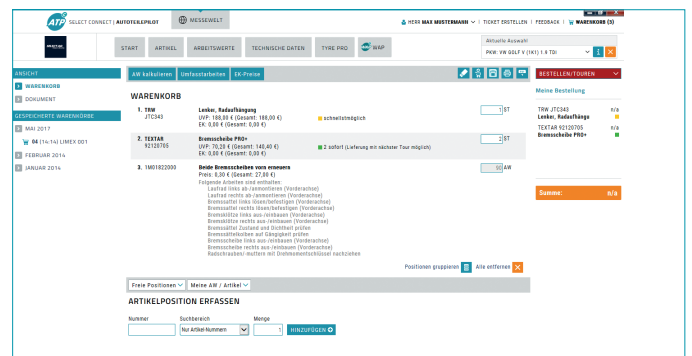 ATP SELECT CONNECT | AUTOTEILEPILOT
MESSEWELT
HERR MAX MUSTERMANN | TICKET ERSTELLEN | FEEDBACK | WARENKORB (3)
START
ARTIKEL
ARBEITSWERTE
TECHNISCHE DATEN
TYRE PRO
WAP
Aktuelle Auswahl
PKW: VW GOLF V (1K1) 1.9 TDI
ANSICHT
WARENKORB
DOKUMENT
GESPEICHERTE WARENKÖRBE
MAI 2017
04 (14:14) LIMEX 001
FEBRUAR 2014
JANUAR 2014
AW kalkulieren
Umfasstarbeiten
EK-Preise
WARENKORB
1. TRW
JTC343
Lenker, Radaufhängung
UVP: 188,00 € (Gesamt: 188,00 €)
EK: 0,00 € (Gesamt: 0,00 €)
schnellstmöglich
1 ST
2. TEXTAR
92120705
Bremsscheibe PRO+
UVP: 70,20 € (Gesamt: 140,40 €)
EK: 0,00 € (Gesamt: 0,00 €)
2 sofort (Lieferung mit nächster Tour möglich)
2 ST
3. 1M01822000
Beide Bremsscheiben vorn erneuern
Preis: 0,30 € (Gesamt: 27,00 €)
Folgende Arbeiten sind enthalten:
Laufrad links ab-/anmontieren (Vorderachse)
Laufrad rechts ab-/anmontieren (Vorderachse)
Bremssattel links lösen/befestigen (Vorderachse)
Bremssattel rechts lösen/befestigen (Vorderachse)
Bremsklötze links aus-/einbauen (Vorderachse)
Bremsklötze rechts aus-/einbauen (Vorderachse)
Bremssättel Zustand und Dichtheit prüfen
Bremssättelkolben auf Gängigkeit prüfen
Bremsscheibe links aus-/einbauen (Vorderachse)
Bremsscheibe rechts aus-/einbauen (Vorderachse)
Radschrauben/-muttern mit Drehmomentschlüssel nachziehen
90 AW
Positionen gruppieren
Alle entfernen
Freie Positionen
Meine AW / Artikel
ARTIKELPOSITION ERFASSEN
Nummer
Suchbereich
Menge
Nur Artikel-Nummern
1
HINZUFÜGEN
BESTELLEN/TOUREN
Meine Bestellung
TRW JTC343 n/a
Lenker, Radaufhängu
TEXTAR 92120705 n/a
Bremsscheibe PRO+
Summe: n/a